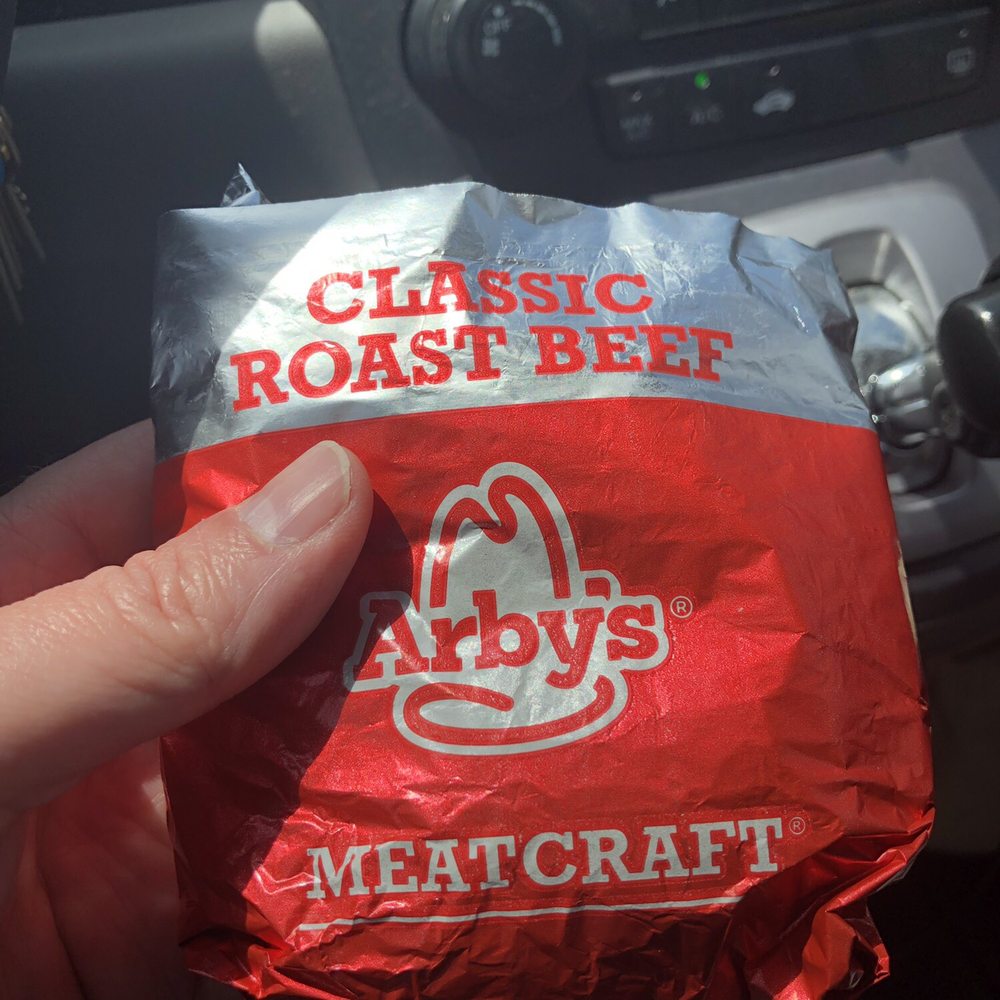 CLASSIC
ROAST BEEF
Arby's®
MEATCRAFT®
A/C